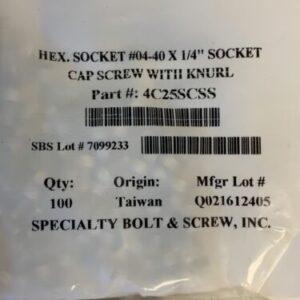 HEX. SOCKET #04-40 X 1/4" SOCKET
CAP SCREW WITH KNURL
Part #: 4C25SCSS
SBS Lot # 7099233
Qty: Origin: Mfgr Lot #
100 Taiwan Q021612405
SPECIALTY BOLT & SCREW, INC.